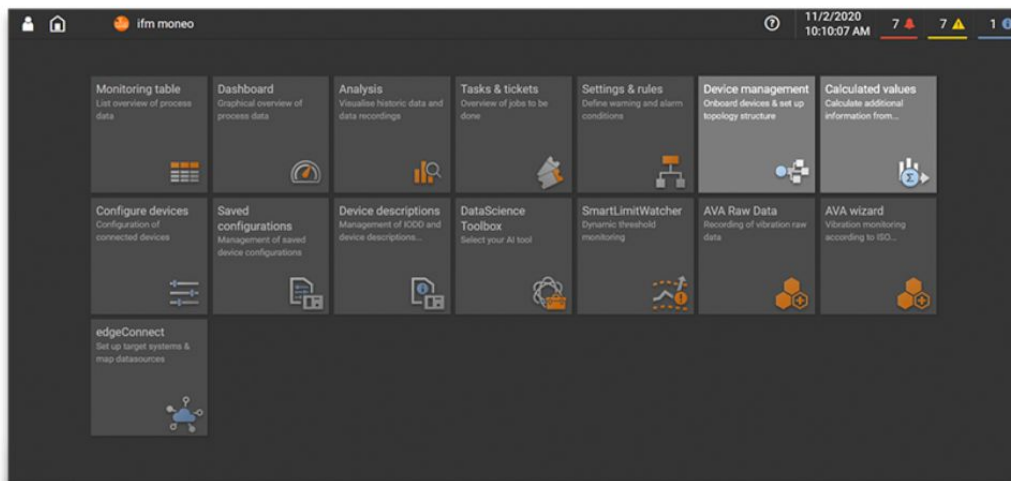 ifm moneo
11/2/2020
10:10:07 AM
7
7
1
Monitoring table
List overview of process
data
Dashboard
Graphical overview of
process data
Analysis
Visualise historic data and
data recordings
Tasks & tickets
Overview of jobs to be
done
Settings & rules
Define warning and alarm
conditions
Device management
Onboard devices & set up
topology structure
Calculated values
Calculate additional
information from...
Configure devices
Configuration of
connected devices
Saved
configurations
Management of saved
device configurations
Device descriptions
Management of IODD and
device descriptions...
DataScience
Toolbox
Select your AI tool
SmartLimitWatcher
Dynamic threshold
monitoring
AVA Raw Data
Recording of vibration raw
data
AVA wizard
Vibration monitoring
according to ISO...
edgeConnect
Set up target systems &
map datasources